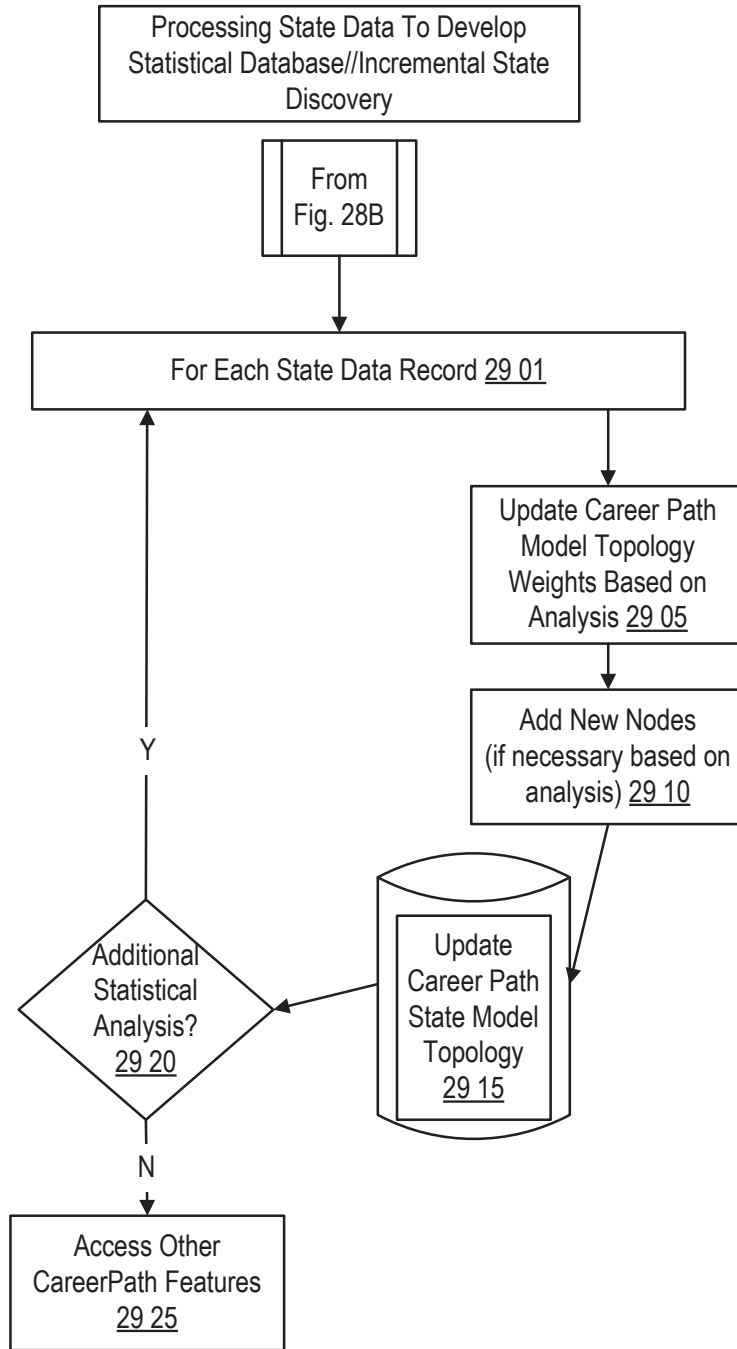 Processing State Data To Develop
Statistical Database//Incremental State
Discovery
From
Fig. 28B
For Each State Data Record 29 01
Update Career Path
Model Topology
Weights Based on
Analysis 29 05
Add New Nodes
(if necessary based on
analysis) 29 10
Update
Career Path
State Model
Topology
29 15
Additional
Statistical
Analysis?
29 20
Y
N
Access Other
CareerPath Features
29 25